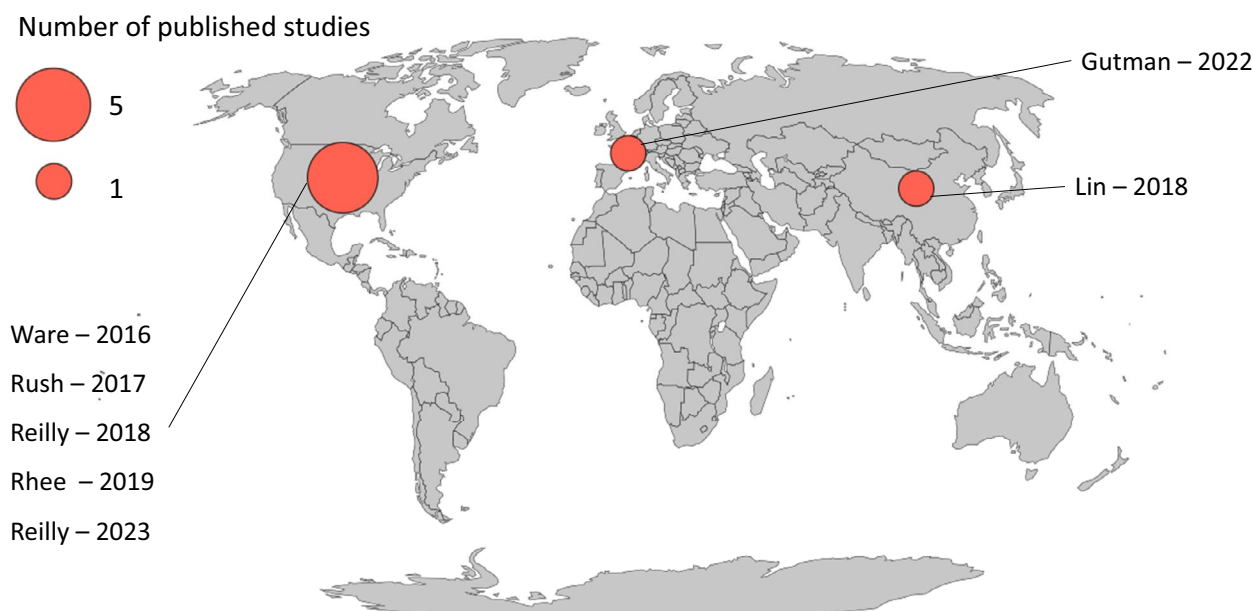 Number of published studies
5
1
Gutman – 2022
Lin – 2018
Ware – 2016
Rush – 2017
Reilly – 2018
Rhee – 2019
Reilly – 2023